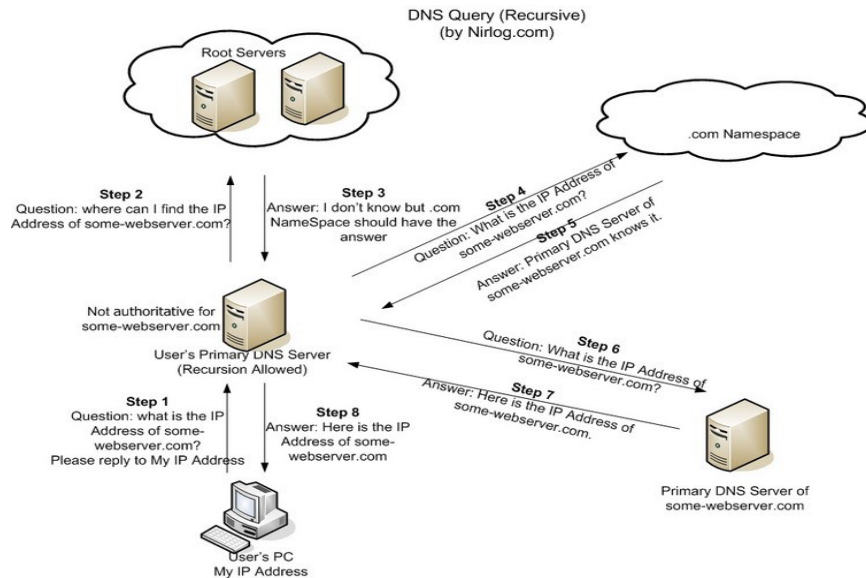 DNS Query (Recursive)
(by Nirlog.com)
Root Servers
.com Namespace
Step 2
Question: where can I find the IP
Address of some-webserver.com?
Step 3
Answer: I don't know but .com
NameSpace should have the
answer
Step 4
Question: What is the IP Address of
some-webserver.com?
Step 5
Answer: Primary DNS Server of
some-webserver.com knows it.
Not authoritative for
some-webserver.com
User's Primary DNS Server
(Recursion Allowed)
Step 6
Question: What is the IP Address of
some-webserver.com?
Step 7
Answer: Here is the IP Address of
some-webserver.com.
Step 1
Question: what is the IP
Address of some-
webserver.com?
Please reply to My IP Address
Step 8
Answer: Here is the IP
Address of some-
webserver.com
Primary DNS Server of
some-webserver.com
User's PC
My IP Address